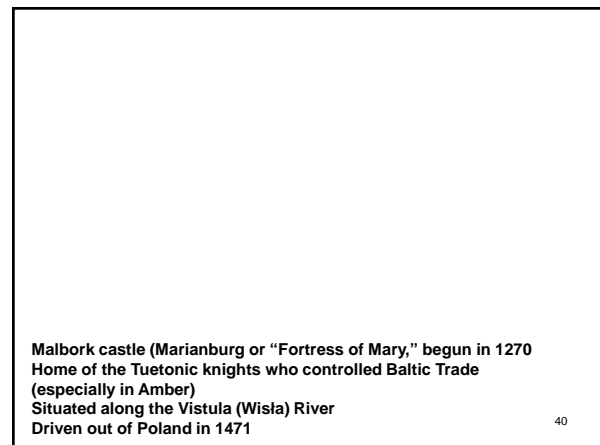 Malbork castle (Marianburg or “Fortress of Mary,” begun in 1270
Home of the Tuetonic knights who controlled Baltic Trade
(especially in Amber)
Situated along the Vistula (Wisła) River
Driven out of Poland in 1471
40